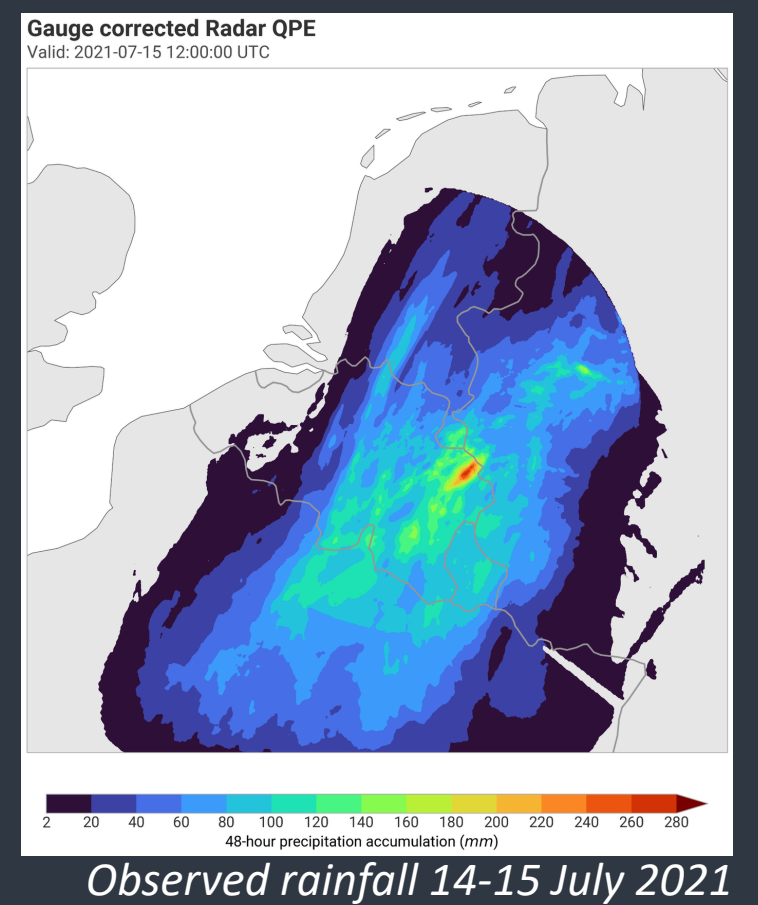 Gauge corrected Radar QPE
Valid: 2021-07-15 12:00:00 UTC
2 20 40 60 80 100 120 140 160 180 200 220 240 260 280
48-hour precipitation accumulation (mm)
Observed rainfall 14-15 July 2021